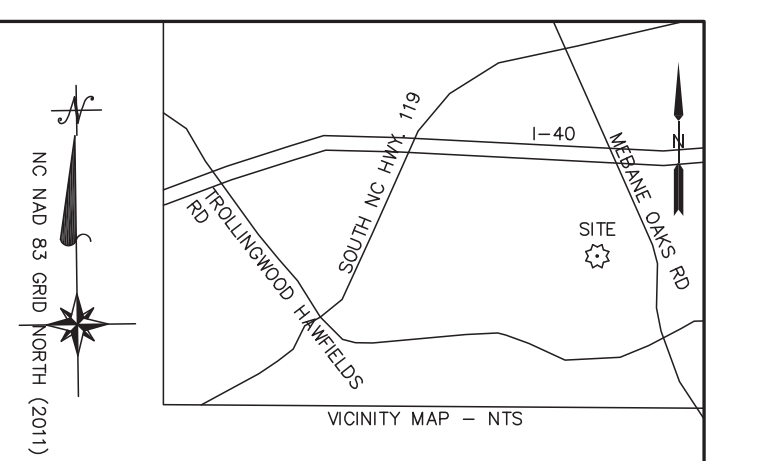 N
NC NAD 83 GRID NORTH (2011)
I-40
N
SOUTH NC HWY. 119
MEBANE OAKS RD
TROLLINGWOOD HAWFIELDS
RD
SITE
VICINITY MAP - NTS